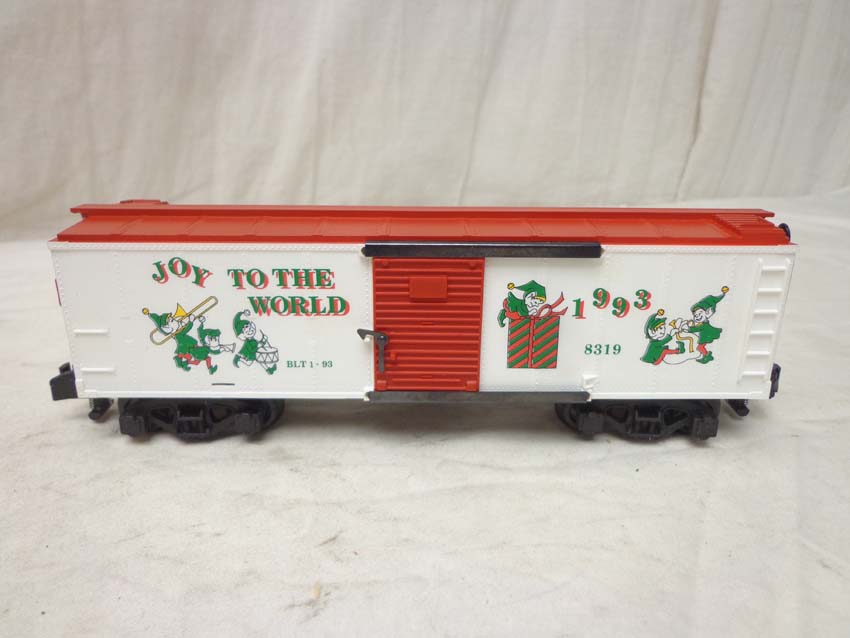 JOY TO THE
WORLD
BLT 1-93
1993
8319